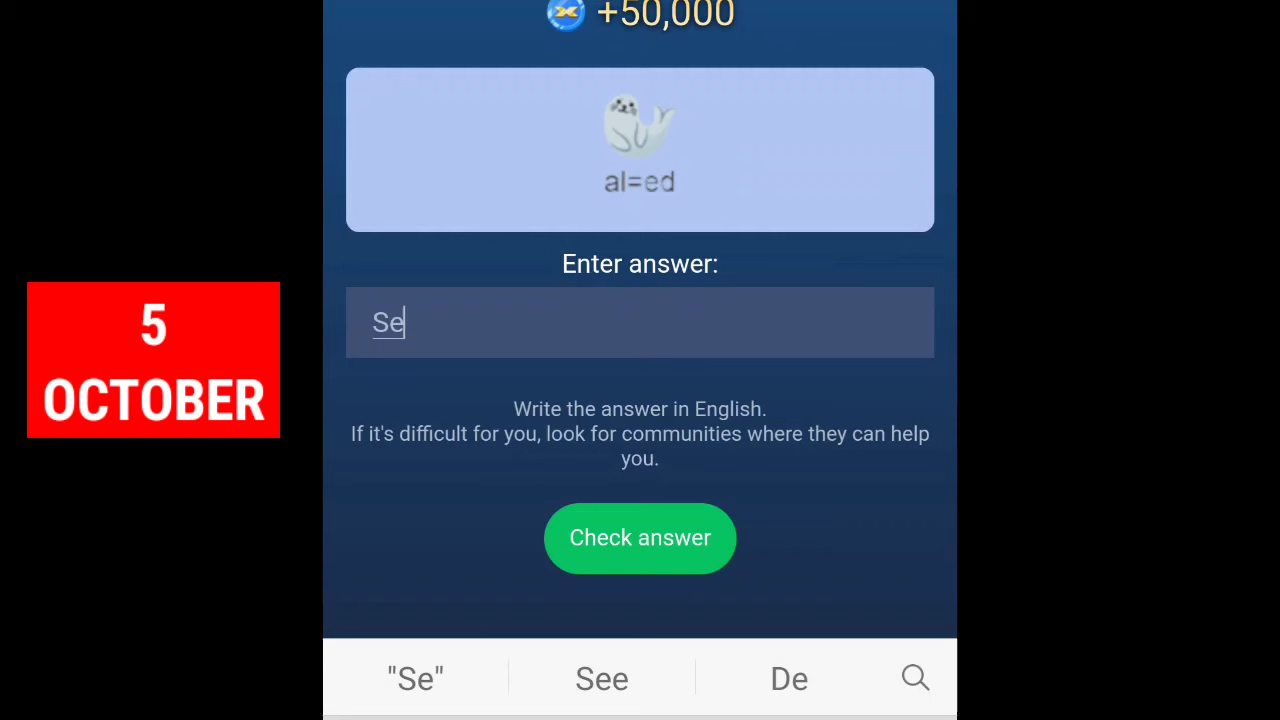 +50,000
al=ed
Enter answer:
Se
5
OCTOBER
Write the answer in English.
If it's difficult for you, look for communities where they can help
you.
Check answer
"Se" See De